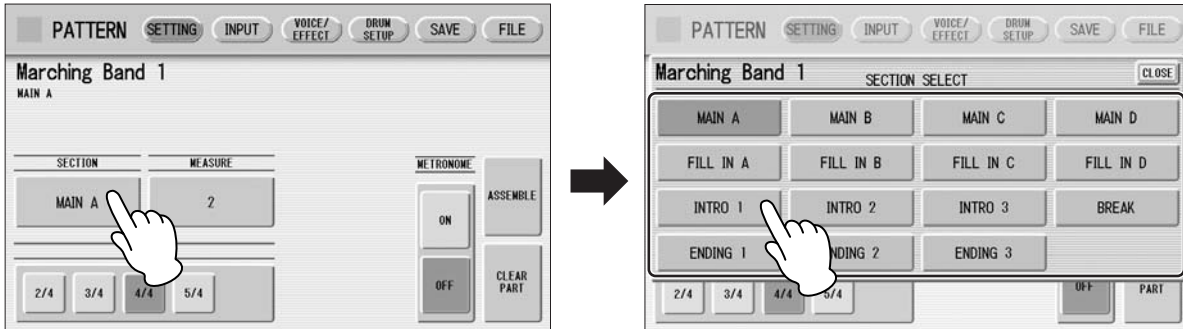 PATTERN SETTING INPUT VOICE/EFFECT DRUM SETUP SAVE FILE
Marching Band 1
MAIN A
SECTION MEASURE METRONOME
MAIN A 2 ON ASSEMBLE
2/4 3/4 4/4 5/4 OFF CLEAR PART
PATTERN SETTING INPUT VOICE/EFFECT DRUM SETUP SAVE FILE
Marching Band 1 SECTION SELECT CLOSE
MAIN A MAIN B MAIN C MAIN D
FILL IN A FILL IN B FILL IN C FILL IN D
INTRO 1 INTRO 2 INTRO 3 BREAK
ENDING 1 NDING 2 ENDING 3
2/4 3/4 4/4 5/4 OFF PART